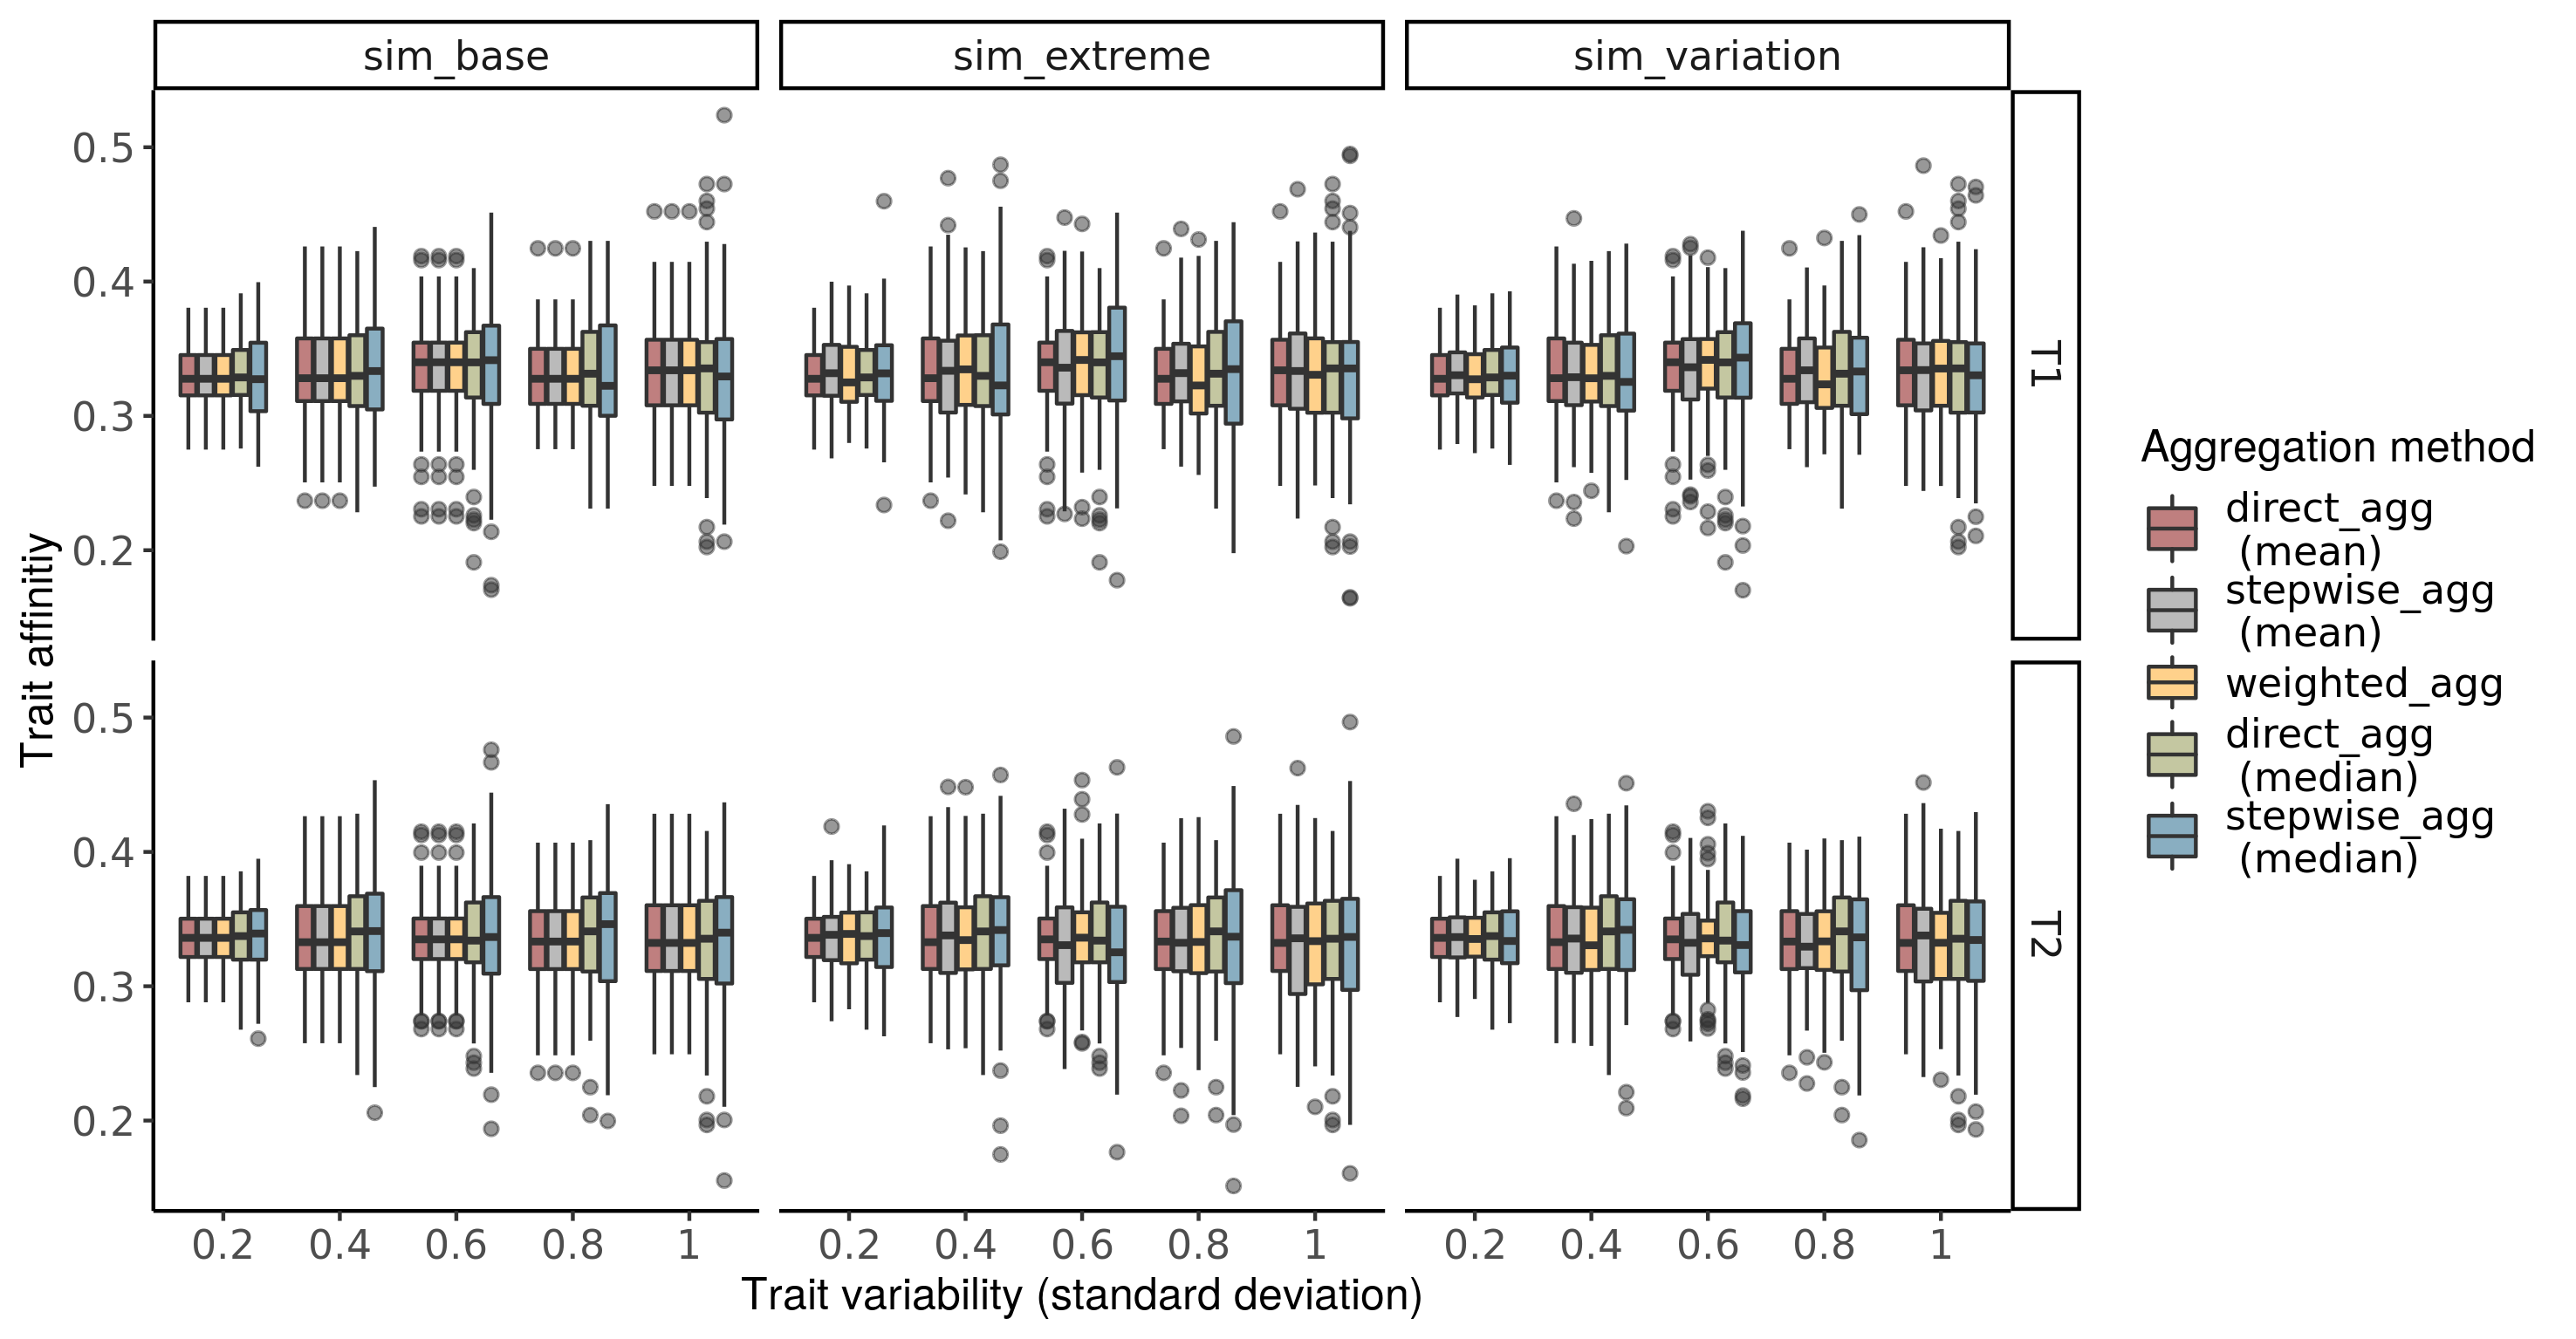 sim_base
sim_extreme
sim_variation
T1
T2
Trait affinitiy
0.5
0.4
0.3
0.2
0.5
0.4
0.3
0.2
0.2 0.4 0.6 0.8 1
0.2 0.4 0.6 0.8 1
0.2 0.4 0.6 0.8 1
Trait variability (standard deviation)
Aggregation method
direct_agg
(mean)
stepwise_agg
(mean)
weighted_agg
direct_agg
(median)
stepwise_agg
(median)